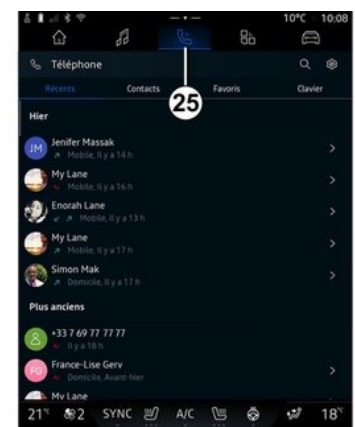 10°C 10:08
Téléphone
Récents Contacts Favoris Clavier
25
Hier
JM Jenifer Massak
Mobile, Il y a 14 h
My Lane
Mobile, Il y a 16 h
Enorah Lane
Mobile, Il y a 13 h
My Lane
Mobile, Il y a 17 h
Simon Mak
Domicile, Il y a 17 h
Plus anciens
+33 7 69 77 77 77
Il y a 18 h
FG France-Lise Gerv
Domicile, Avant-hier
My Lane
21° 2 SYNC A/C 18°